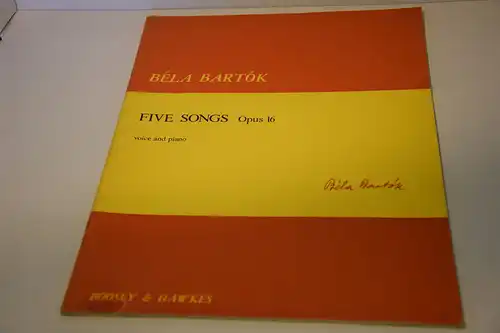 BÉLA BARTÓK
FIVE SONGS Opus 16
voice and piano
Béla Bartók
BOOSEY & HAWKES